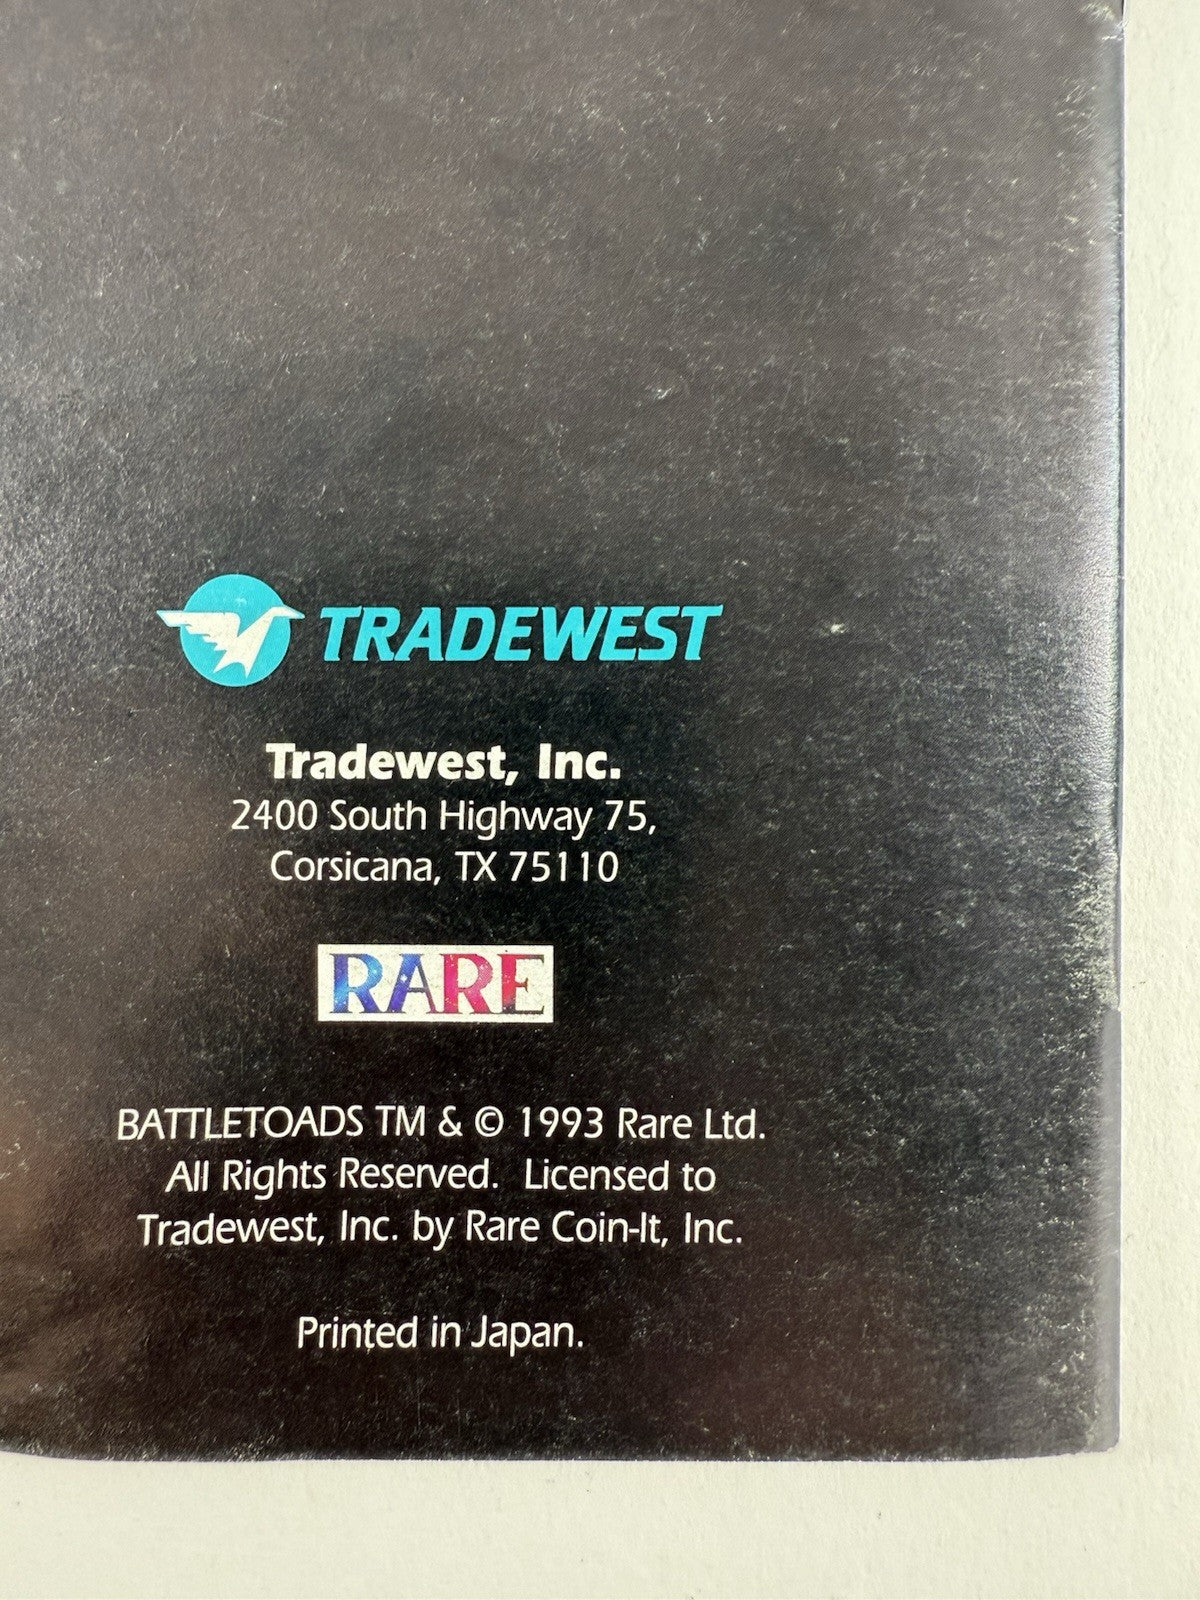 TRADEWEST
Tradewest, Inc.
2400 South Highway 75,
Corsicana, TX 75110
RARE
BATTLETOADS TM & © 1993 Rare Ltd.
All Rights Reserved. Licensed to
Tradewest, Inc. by Rare Coin-It, Inc.
Printed in Japan.